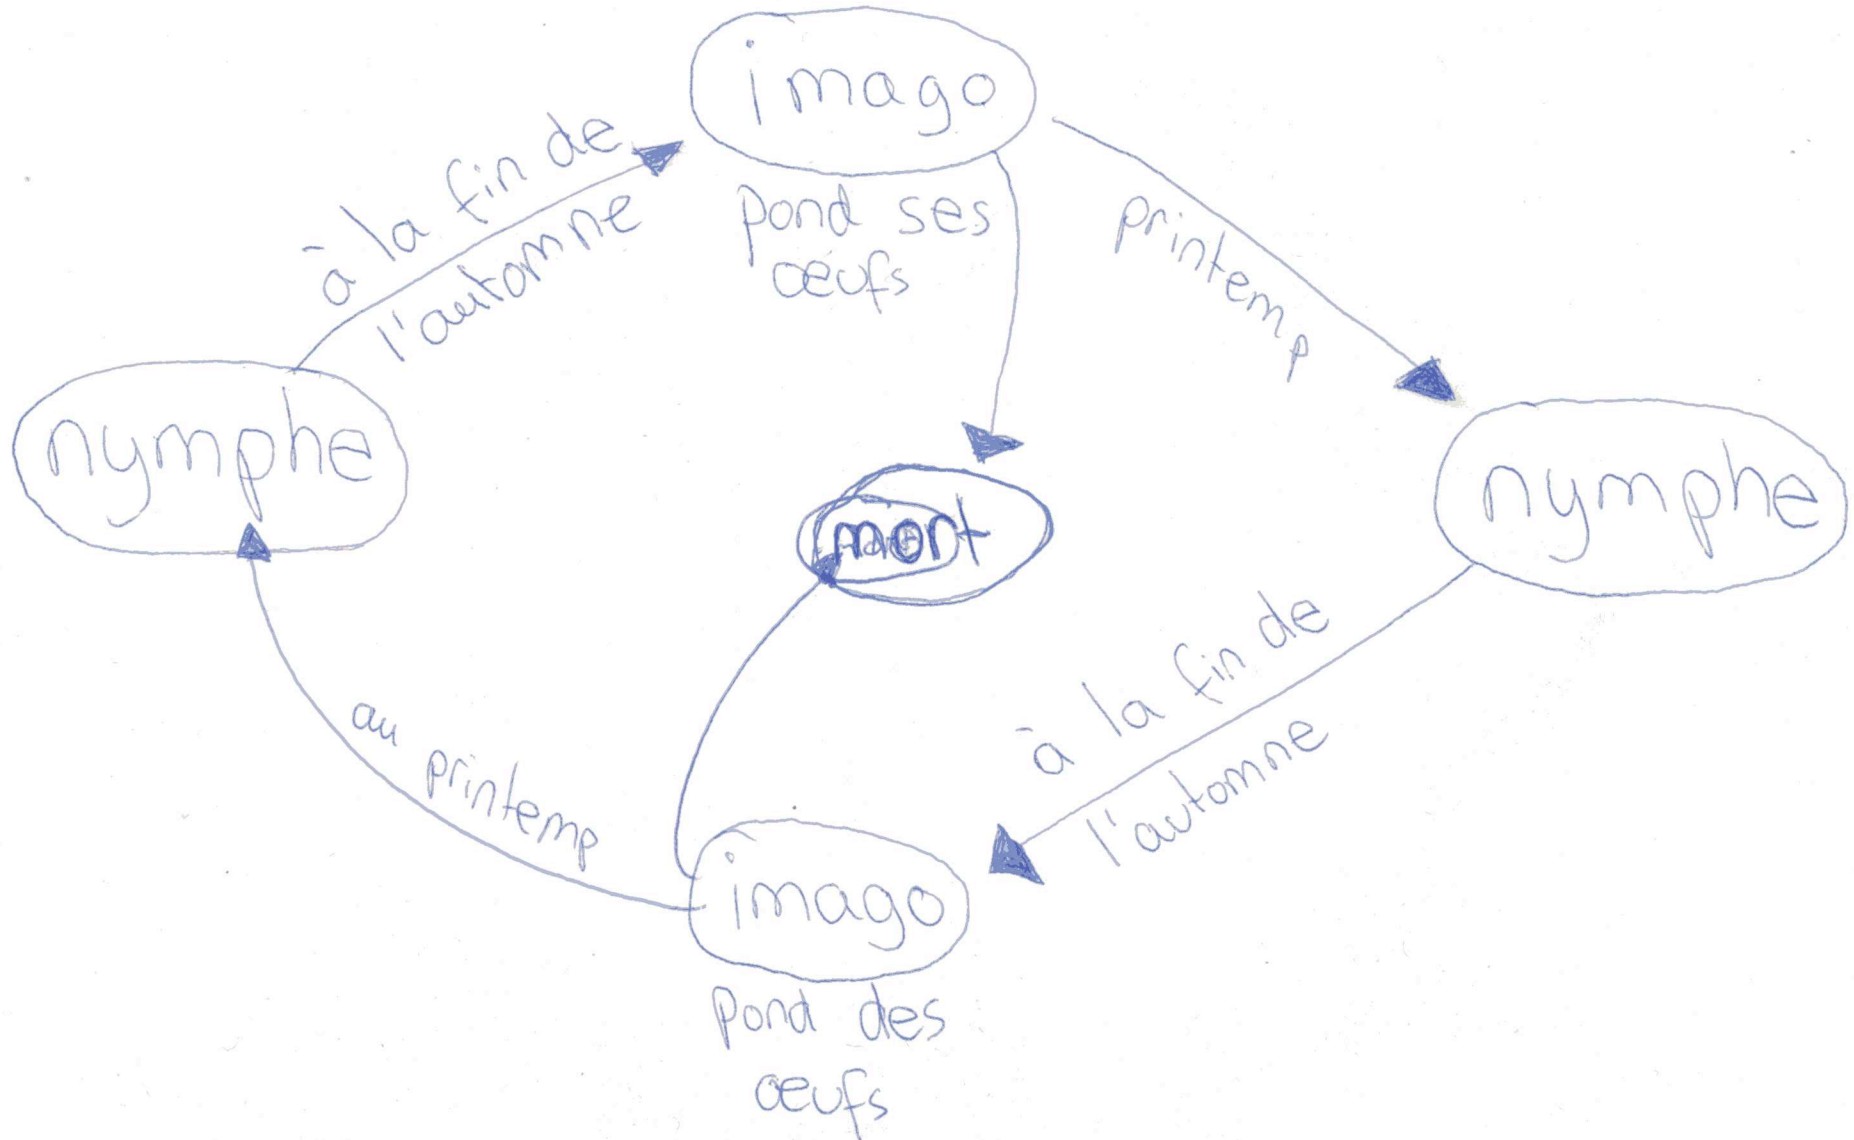 imago
pond ses
œufs
à la fin de
l'automne
printemp
nymphe
nymphe
mort
à la fin de
l'automne
au printemp
imago
pond des
œufs